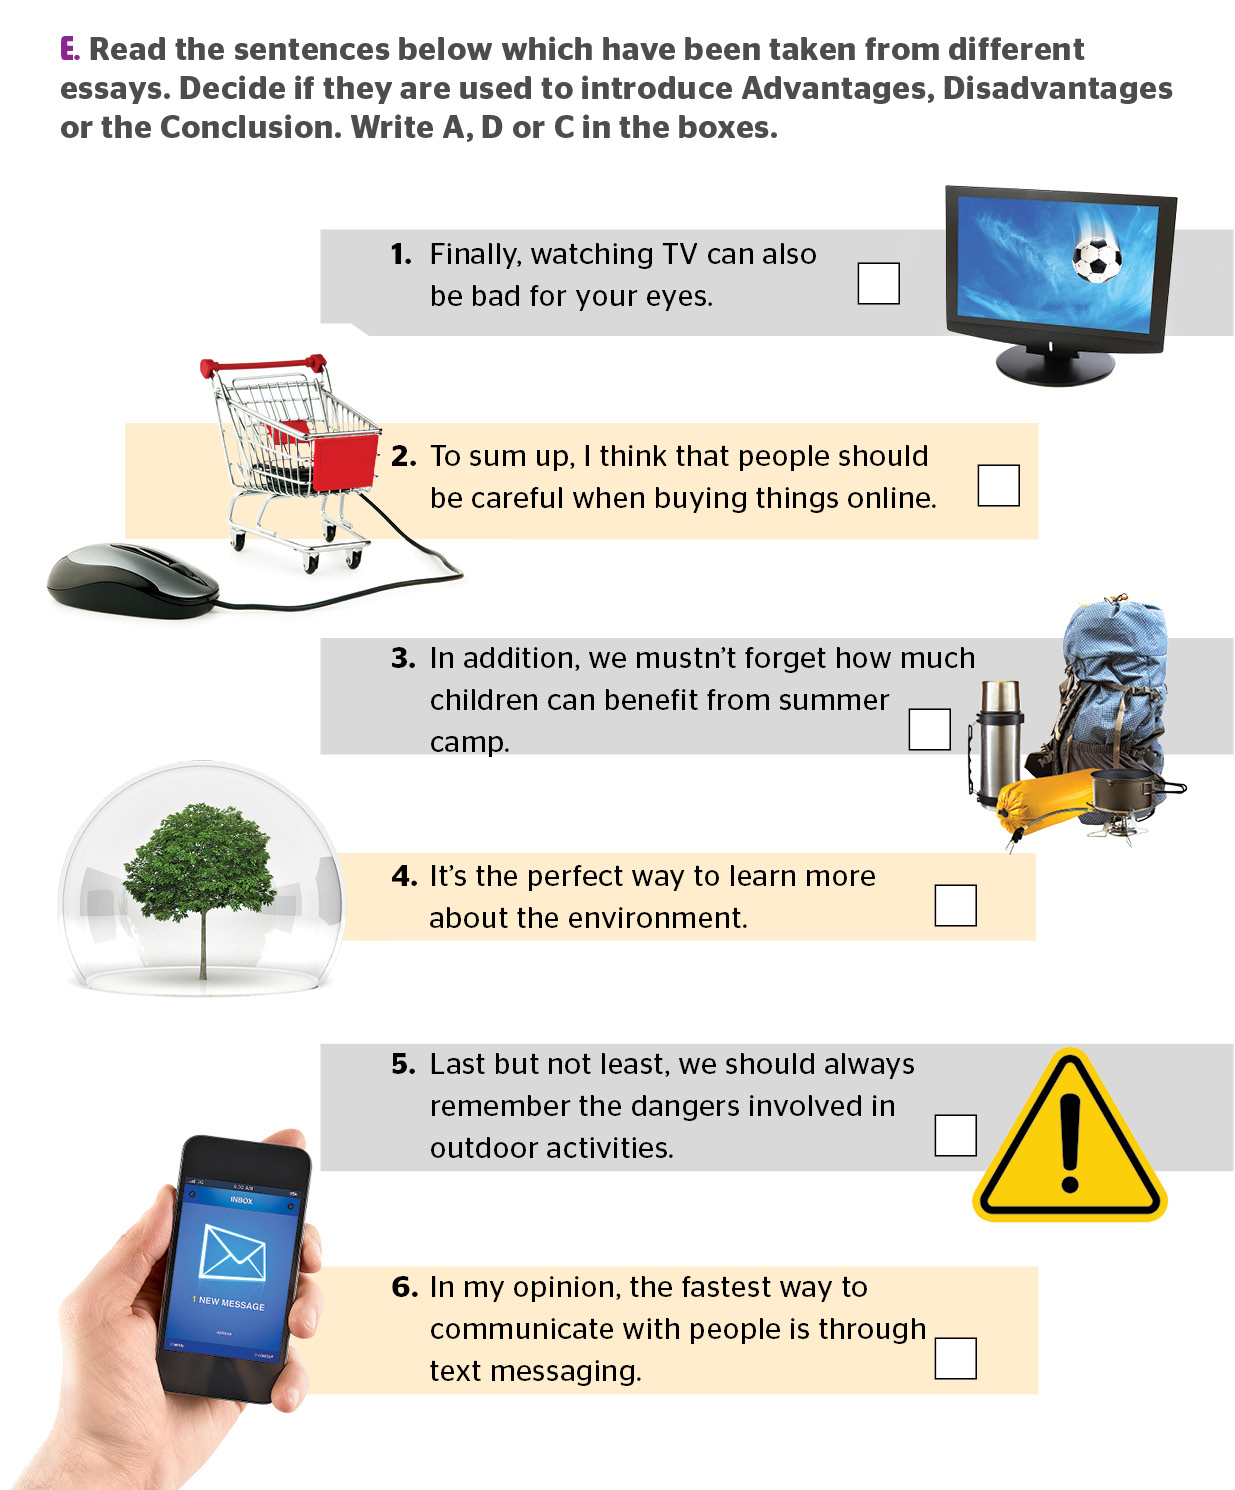 E. Read the sentences below which have been taken from different
essays. Decide if they are used to introduce Advantages, Disadvantages
or the Conclusion. Write A, D or C in the boxes.
1. Finally, watching TV can also
be bad for your eyes.
2. To sum up, I think that people should
be careful when buying things online.
3. In addition, we mustn’t forget how much
children can benefit from summer
camp.
4. It’s the perfect way to learn more
about the environment.
5. Last but not least, we should always
remember the dangers involved in
outdoor activities.
INBOX
1 NEW MESSAGE
6. In my opinion, the fastest way to
communicate with people is through
text messaging.